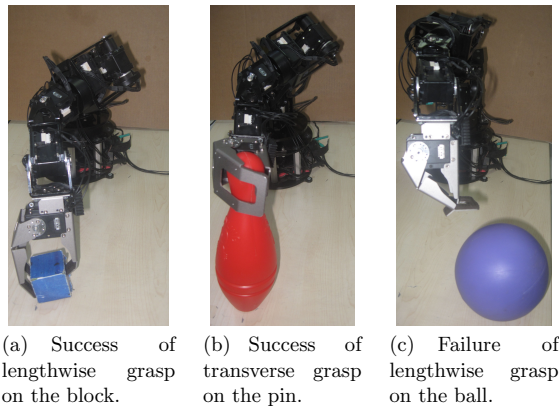 (a) Success of
lengthwise grasp
on the block.
(b) Success of
transverse grasp
on the pin.
(c) Failure of
lengthwise grasp
on the ball.